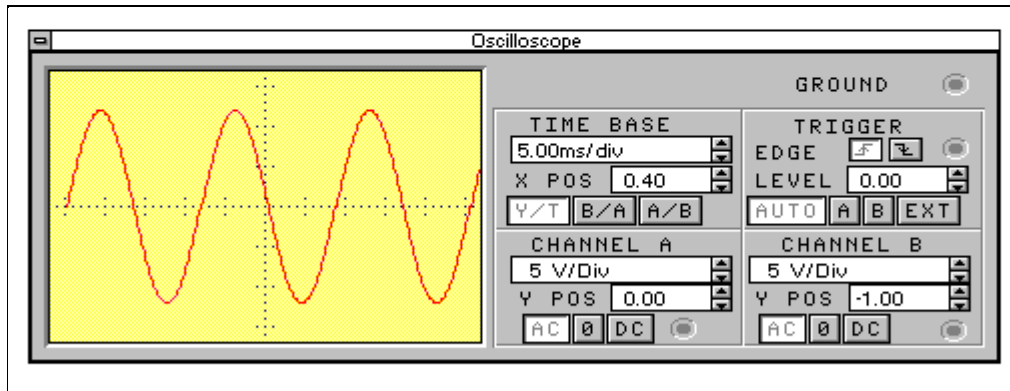 Oscilloscope
GROUND
TIME BASE
5.00ms/div
X POS 0.40
Y/T B/A A/B
TRIGGER
EDGE
LEVEL 0.00
AUTO A B EXT
CHANNEL A
5 V/Div
Y POS 0.00
AC 0 DC
CHANNEL B
5 V/Div
Y POS -1.00
AC 0 DC